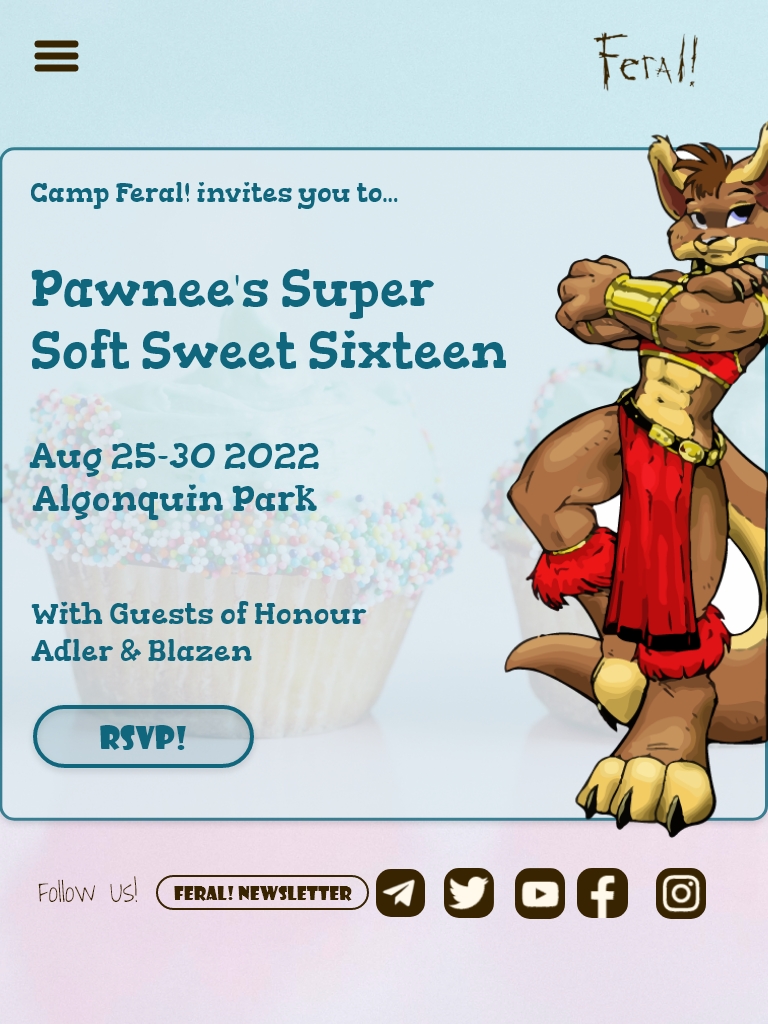 Feral!
Camp Feral! invites you to...
Pawnee's Super
Soft Sweet Sixteen
Aug 25-30 2022
Algonquin Park
With Guests of Honour
Adler & Blazen
RSVP!
Follow Us!
FERAL! NEWSLETTER